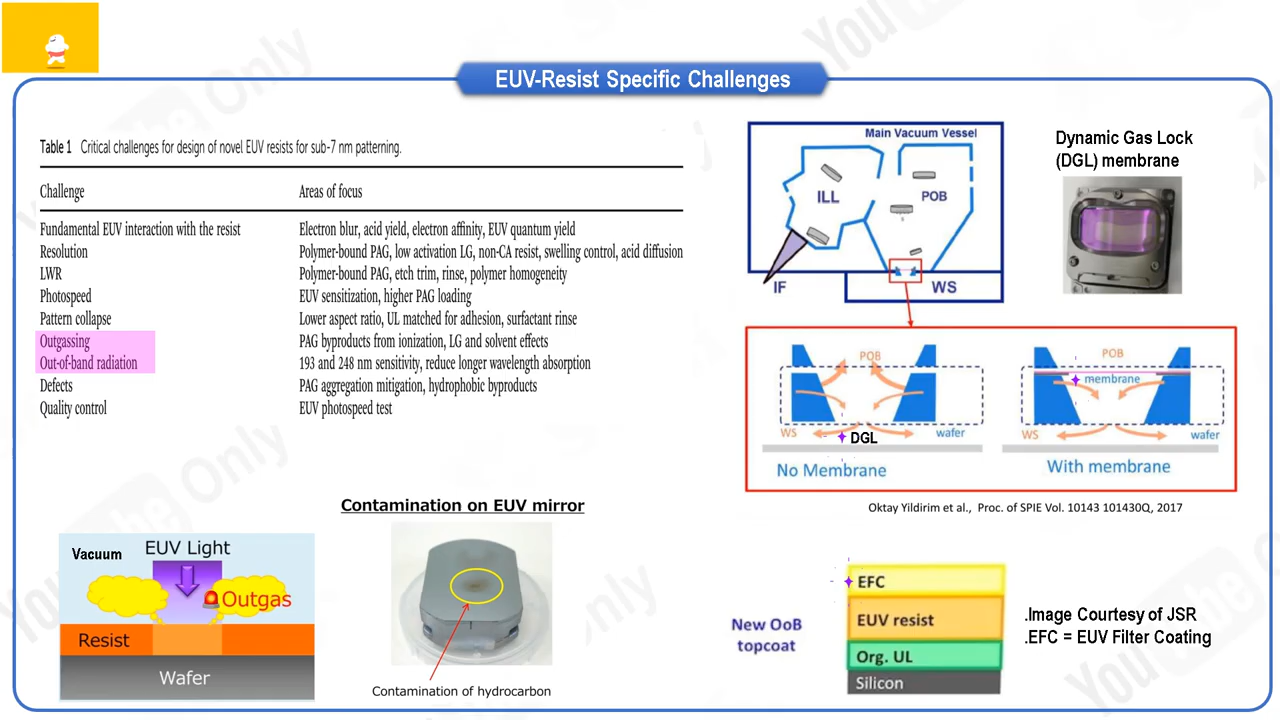 EUV-Resist Specific Challenges
Table 1 Critical challenges for design of novel EUV resists for sub-7 nm patterning.
Challenge Areas of focus
Fundamental EUV interaction with the resist Electron blur, acid yield, electron affinity, EUV quantum yield
Resolution Polymer-bound PAG, low activation LG, non-CA resist, swelling control, acid diffusion
LWR Polymer-bound PAG, etch trim, rinse, polymer homogeneity
Photospeed EUV sensitization, higher PAG loading
Pattern collapse Lower aspect ratio, UL matched for adhesion, surfactant rinse
Outgassing PAG byproducts from ionization, LG and solvent effects
Out-of-band radiation 193 and 248 nm sensitivity, reduce longer wavelength absorption
Defects PAG aggregation mitigation, hydrophobic byproducts
Quality control EUV photospeed test
Main Vacuum Vessel
ILL
POB
IF
WS
Dynamic Gas Lock
(DGL) membrane
POB
WS
DGL
wafer
No Membrane
POB
membrane
WS
wafer
With membrane
Oktay Yildirim et al., Proc. of SPIE Vol. 10143 101430Q, 2017
Vacuum
EUV Light
Outgas
Resist
Wafer
Contamination on EUV mirror
Contamination of hydrocarbon
New OoB
topcoat
EFC
EUV resist
Org. UL
Silicon
.Image Courtesy of JSR
.EFC = EUV Filter Coating
YouTube Only
YouTube Only
YouTube Only
YouTube Only